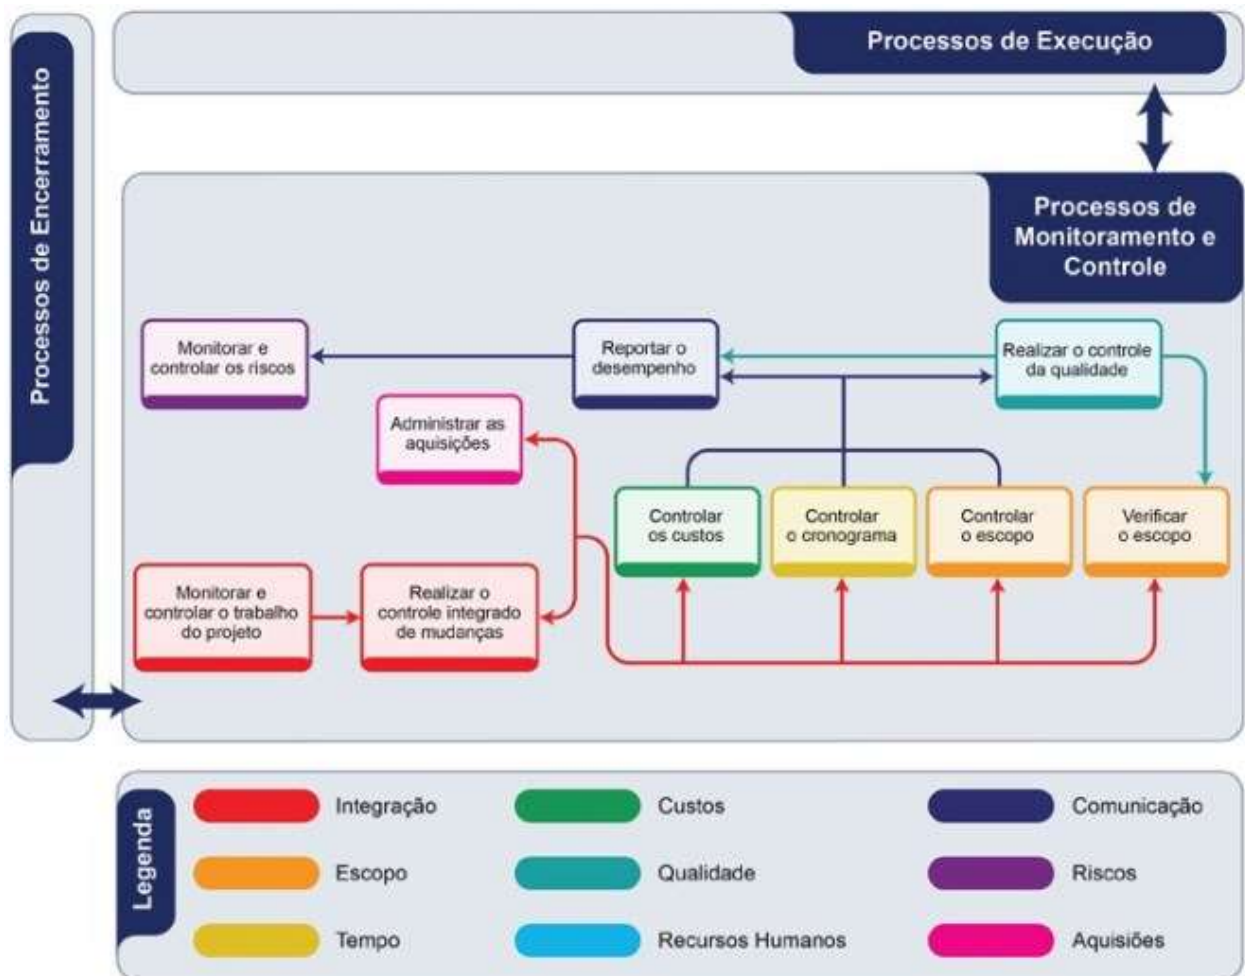 Processos de Execução
Processos de Encerramento
Processos de
Monitoramento e
Controle
Monitorar e
controlar os riscos
Reportar o
desempenho
Realizar o controle
da qualidade
Administrar as
aquisições
Controlar
os custos
Controlar
o cronograma
Controlar
o escopo
Verificar
o escopo
Monitorar e
controlar o trabalho
do projeto
Realizar o
controle integrado
de mudanças
Legenda
Integração
Custos
Comunicação
Escopo
Qualidade
Riscos
Tempo
Recursos Humanos
Aquisiões